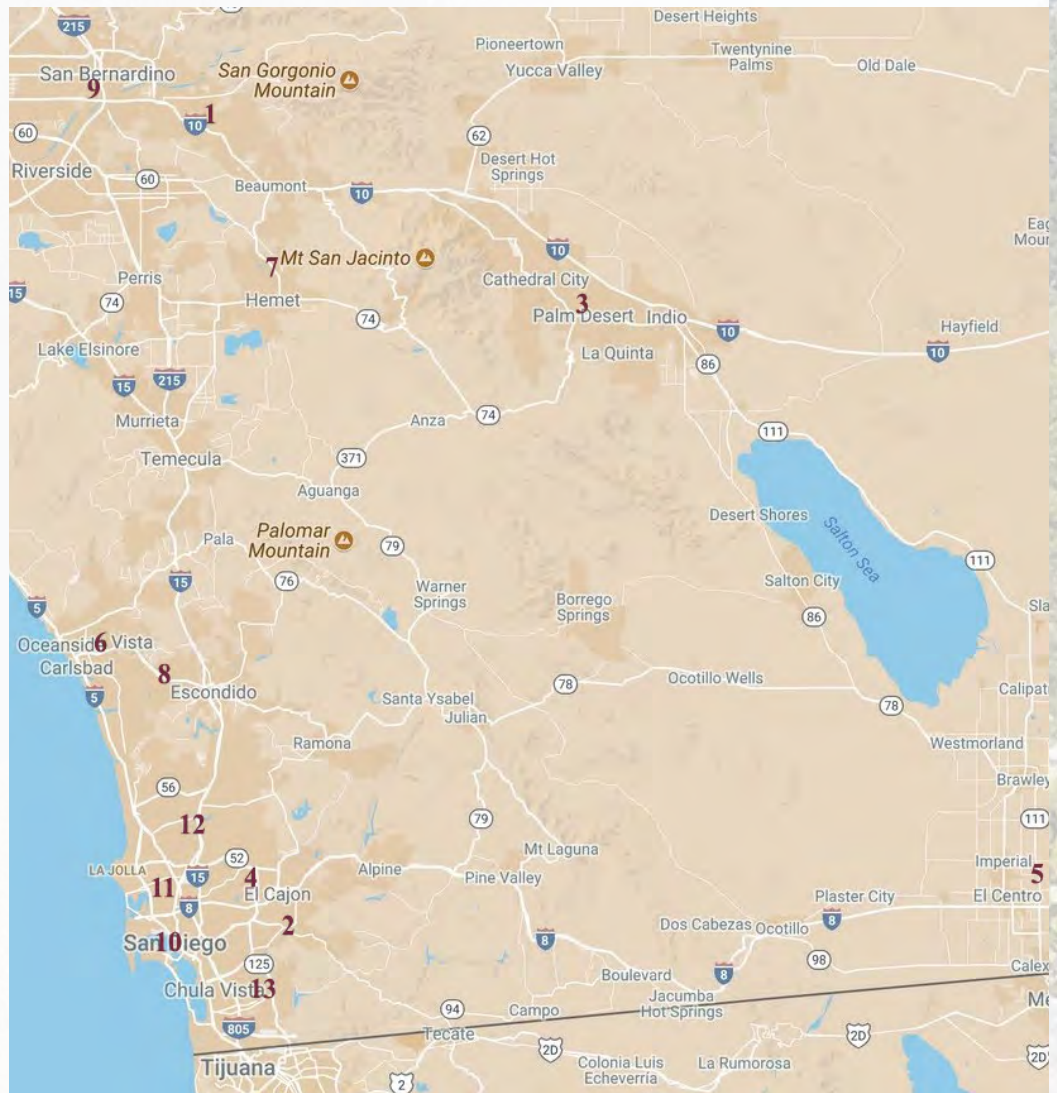 Desert Heights
215
Pioneertown
Twentynine
Palms
San Bernardino
San Gorgonio
Mountain
Yucca Valley
Old Dale
9
1
10
60
62
Riverside
60
Desert Hot
Springs
Beaumont
10
10
7
Mt San Jacinto
Perris
Cathedral City
15
74
Hemet
3
74
Palm Desert
Indio
10
Hayfield
Lake Elsinore
La Quinta
10
86
15
215
Murrieta
Anza
74
111
Temecula
371
Aguanga
Desert Shores
Salton Sea
Palomar
Mountain
Pala
79
111
15
76
Warner
Springs
Salton City
Borrego
Springs
5
86
6
Oceanside
Vista
Carlsbad
8
Escondido
5
Santa Ysabel
78
Ocotillo Wells
Julian
78
Ramona
Westmorland
56
Brawley
12
79
111
Mt Laguna
LA JOLLA
52
Alpine
Imperial
11
15
4
Pine Valley
5
El Cajon
8
Plaster City
El Centro
2
Dos Cabezas
Ocotillo
8
10
San Diego
8
98
125
Boulevard
8
Chula Vista
13
Jacumba
Hot Springs
94
Campo
805
Tecate
2D
2D
Tijuana
Colonia Luis
Echeverría
La Rumorosa
2D
2